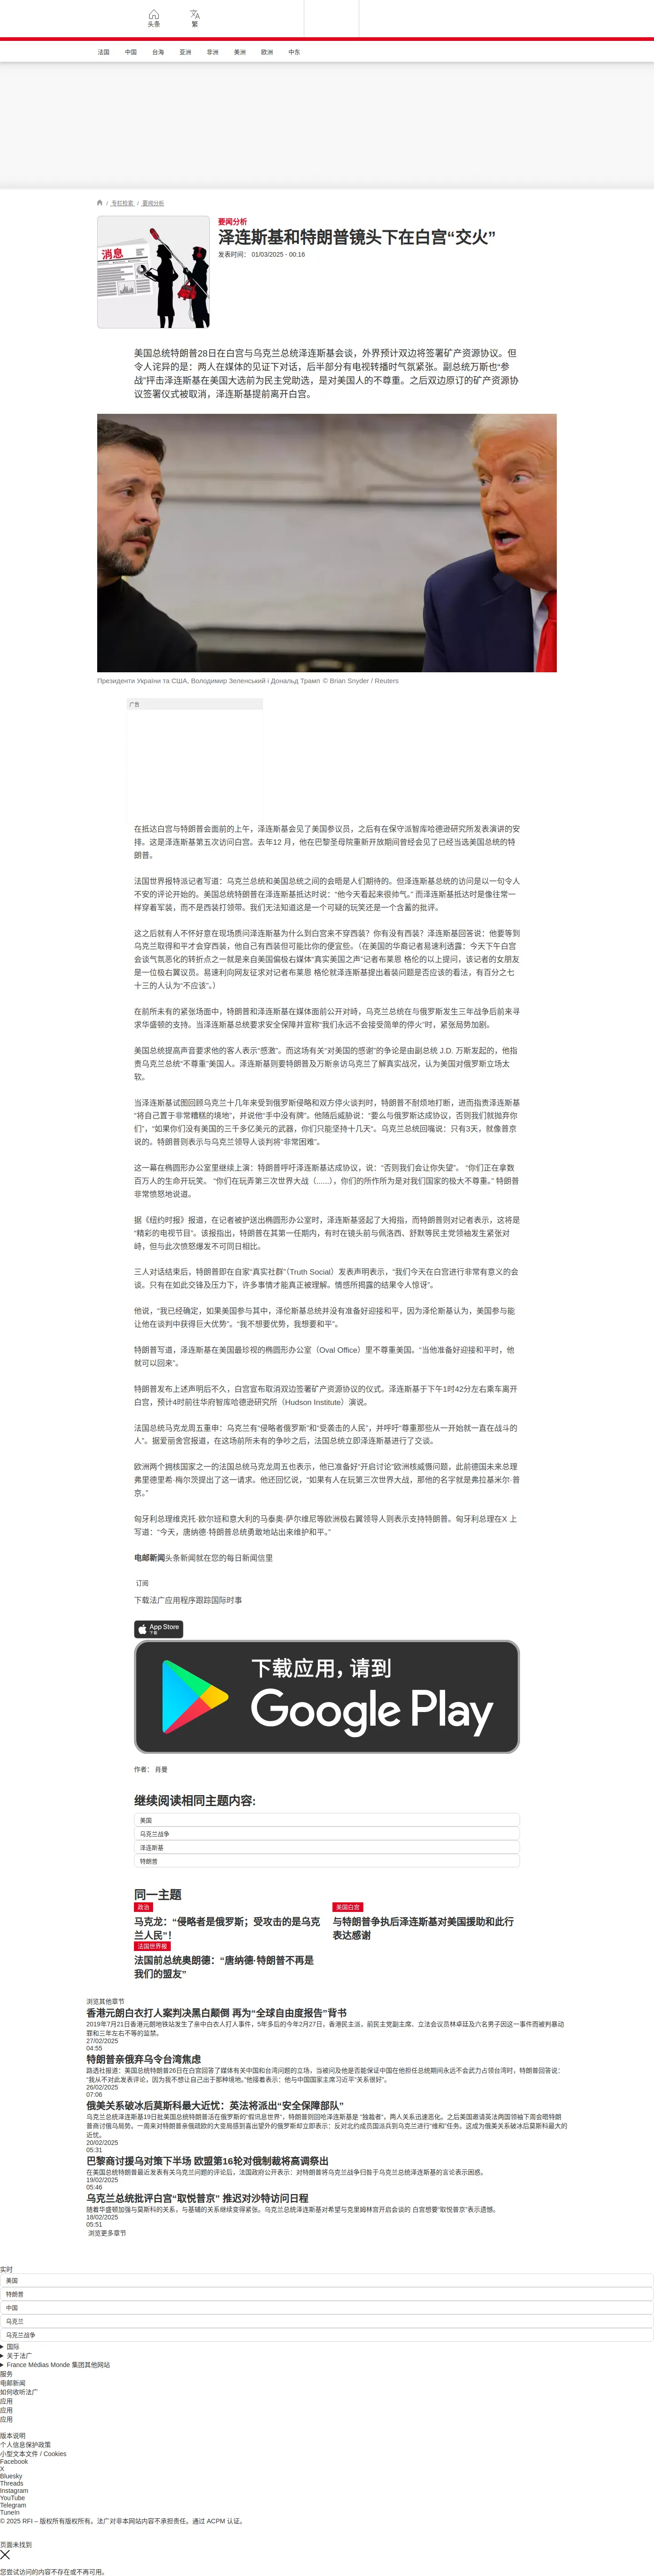 头条
繁
法国
中国
台海
亚洲
非洲
美洲
欧洲
中东
/ 专栏检索 / 要闻分析
消息
要闻分析
泽连斯基和特朗普镜头下在白宫“交火”
发表时间： 01/03/2025 - 00:16
美国总统特朗普28日在白宫与乌克兰总统泽连斯基会谈，外界预计双边将签署矿产资源协议。但
令人诧异的是：两人在媒体的见证下对话，后半部分有电视转播时气氛紧张。副总统万斯也“参
战”抨击泽连斯基在美国大选前为民主党助选，是对美国人的不尊重。之后双边原订的矿产资源协
议签署仪式被取消，泽连斯基提前离开白宫。
Президенти України та США, Володимир Зеленський і Дональд Трамп © Brian Snyder / Reuters
广告
在抵达白宫与特朗普会面前的上午，泽连斯基会见了美国参议员，之后有在保守派智库哈德逊研究所发表演讲的安
排。这是泽连斯基第五次访问白宫。去年12 月，他在巴黎圣母院重新开放期间曾经会见了已经当选美国总统的特
朗普。
法国世界报特派记者写道：乌克兰总统和美国总统之间的会晤是人们期待的。但泽连斯基总统的访问是以一句令人
不安的评论开始的。美国总统特朗普在泽连斯基抵达时说：“他今天看起来很帅气。” 而泽连斯基抵达时是像往常一
样穿着军装，而不是西装打领带。我们无法知道这是一个可疑的玩笑还是一个含蓄的批评。
这之后就有人不怀好意在现场质问泽连斯基为什么到白宫来不穿西装？你有没有西装？泽连斯基回答说：他要等到
乌克兰取得和平才会穿西装，他自己有西装但可能比你的便宜些。（在美国的华裔记者易速利透露：今天下午白宫
会谈气氛恶化的转折点之一就是来自美国偏极右媒体“真实美国之声”记者布莱恩 格伦的以上提问，该记者的女朋友
是一位极右翼议员。易速利向网友征求对记者布莱恩 格伦就泽连斯基提出着装问题是否应该的看法，有百分之七
十三的人认为“不应该”。）
在前所未有的紧张场面中，特朗普和泽连斯基在媒体面前公开对峙，乌克兰总统在与俄罗斯发生三年战争后前来寻
求华盛顿的支持。当泽连斯基总统要求安全保障并宣称“我们永远不会接受简单的停火”时，紧张局势加剧。
美国总统提高声音要求他的客人表示“感激”。而这场有关“对美国的感谢”的争论是由副总统 J.D. 万斯发起的，他指
责乌克兰总统“不尊重”美国人。泽连斯基则要特朗普及万斯亲访乌克兰了解真实战况，认为美国对俄罗斯立场太
软。
当泽连斯基试图回顾乌克兰十几年来受到俄罗斯侵略和双方停火谈判时，特朗普不耐烦地打断，进而指责泽连斯基
“将自己置于非常糟糕的境地”，并说他“手中没有牌”。他随后威胁说：“要么与俄罗斯达成协议，否则我们就抛弃你
们”，“如果你们没有美国的三千多亿美元的武器，你们只能坚持十几天”。乌克兰总统回嘴说：只有3天，就像普京
说的。特朗普则表示与乌克兰领导人谈判将“非常困难”。
这一幕在椭圆形办公室里继续上演：特朗普呼吁泽连斯基达成协议，说：“否则我们会让你失望”。 “你们正在拿数
百万人的生命开玩笑。 “你们在玩弄第三次世界大战（......），你们的所作所为是对我们国家的极大不尊重。” 特朗普
非常愤怒地说道。
据《纽约时报》报道，在记者被护送出椭圆形办公室时，泽连斯基竖起了大拇指，而特朗普则对记者表示，这将是
“精彩的电视节目”。该报指出，特朗普在其第一任期内，有时在镜头前与佩洛西、舒默等民主党领袖发生紧张对
峙，但与此次愤怒爆发不可同日相比。
三人对话结束后，特朗普即在自家“真实社群”（Truth Social）发表声明表示，“我们今天在白宫进行非常有意义的会
谈。只有在如此交锋及压力下，许多事情才能真正被理解。情感所揭露的结果令人惊讶”。
他说，“我已经确定，如果美国参与其中，泽伦斯基总统并没有准备好迎接和平，因为泽伦斯基认为，美国参与能
让他在谈判中获得巨大优势”。“我不想要优势，我想要和平”。
特朗普写道，泽连斯基在美国最珍视的椭圆形办公室（Oval Office）里不尊重美国。“当他准备好迎接和平时，他
就可以回来”。
特朗普发布上述声明后不久，白宫宣布取消双边签署矿产资源协议的仪式。泽连斯基于下午1时42分左右乘车离开
白宫，预计4时前往华府智库哈德逊研究所（Hudson Institute）演说。
法国总统马克龙周五重申：乌克兰有“侵略者俄罗斯”和“受袭击的人民”，并呼吁“尊重那些从一开始就一直在战斗的
人”。据爱丽舍宫报道，在这场前所未有的争吵之后，法国总统立即泽连斯基进行了交谈。
欧洲两个拥核国家之一的法国总统马克龙周五也表示，他已准备好“开启讨论”欧洲核威慑问题，此前德国未来总理
弗里德里希·梅尔茨提出了这一请求。他还回忆说，“如果有人在玩第三次世界大战，那他的名字就是弗拉基米尔·普
京。”
匈牙利总理维克托·欧尔班和意大利的马泰奥·萨尔维尼等欧洲极右翼领导人则表示支持特朗普。匈牙利总理在X 上
写道：“今天，唐纳德·特朗普总统勇敢地站出来维护和平。”
电邮新闻头条新闻就在您的每日新闻信里
订阅
下载法广应用程序跟踪国际时事
App Store
下载
下载应用，请到
Google Play
作者： 肖曼
继续阅读相同主题内容:
美国
乌克兰战争
泽连斯基
特朗普
同一主题
政治
马克龙：“侵略者是俄罗斯；受攻击的是乌克
兰人民”！
美国白宫
与特朗普争执后泽连斯基对美国援助和此行
表达感谢
法国世界报
法国前总统奥朗德：“唐纳德·特朗普不再是
我们的盟友”
浏览其他章节
香港元朗白衣打人案判决黑白颠倒 再为“全球自由度报告”背书
2019年7月21日香港元朗地铁站发生了亲中白衣人打人事件，5年多后的今年2月27日，香港民主派，前民主党副主席、立法会议员林卓廷及六名男子因这一事件而被判暴动
罪和三年左右不等的监禁。
27/02/2025
04:55
特朗普亲俄弃乌令台湾焦虑
路透社报道：美国总统特朗普26日在白宫回答了媒体有关中国和台湾问题的立场，当被问及他是否能保证中国在他担任总统期间永远不会武力占领台湾时，特朗普回答说：
“我从不对此发表评论，因为我不想让自己出于那种境地。”他接着表示：他与中国国家主席习近平“关系很好”。
26/02/2025
07:06
俄美关系破冰后莫斯科最大近忧：英法将派出“安全保障部队”
乌克兰总统泽连斯基19日批美国总统特朗普活在俄罗斯的“假讯息世界”，特朗普则回呛泽连斯基是 “独裁者”，两人关系迅速恶化。之后美国邀请英法两国领袖下周会晤特朗
普商讨俄乌局势。一周来对特朗普亲俄疏欧的大变局感到喜出望外的俄罗斯却立即表示：反对北约成员国派兵到乌克兰进行“维和”任务。这成为俄美关系破冰后莫斯科最大的
近忧。
20/02/2025
05:31
巴黎商讨援乌对策下半场 欧盟第16轮对俄制裁将高调祭出
在美国总统特朗普最近发表有关乌克兰问题的评论后，法国政府公开表示：对特朗普将乌克兰战争归咎于乌克兰总统泽连斯基的言论表示困惑。
19/02/2025
05:46
乌克兰总统批评白宫“取悦普京” 推迟对沙特访问日程
随着华盛顿加强与莫斯科的关系，与基辅的关系继续变得紧张。乌克兰总统泽连斯基对希望与克里姆林宫开启会谈的 白宫想要“取悦普京”表示遗憾。
18/02/2025
05:51
浏览更多章节
实时
美国
特朗普
中国
乌克兰
乌克兰战争
国际
关于法广
France Médias Monde 集团其他网站
服务
电邮新闻
如何收听法广
应用
应用
应用
版本说明
个人信息保护政策
小型文本文件 / Cookies
Facebook
X
Bluesky
Threads
Instagram
YouTube
Telegram
TuneIn
© 2025 RFI – 版权所有版权所有。法广对非本网站内容不承担责任。通过 ACPM 认证。
页面未找到
您尝试访问的内容不存在或不再可用。